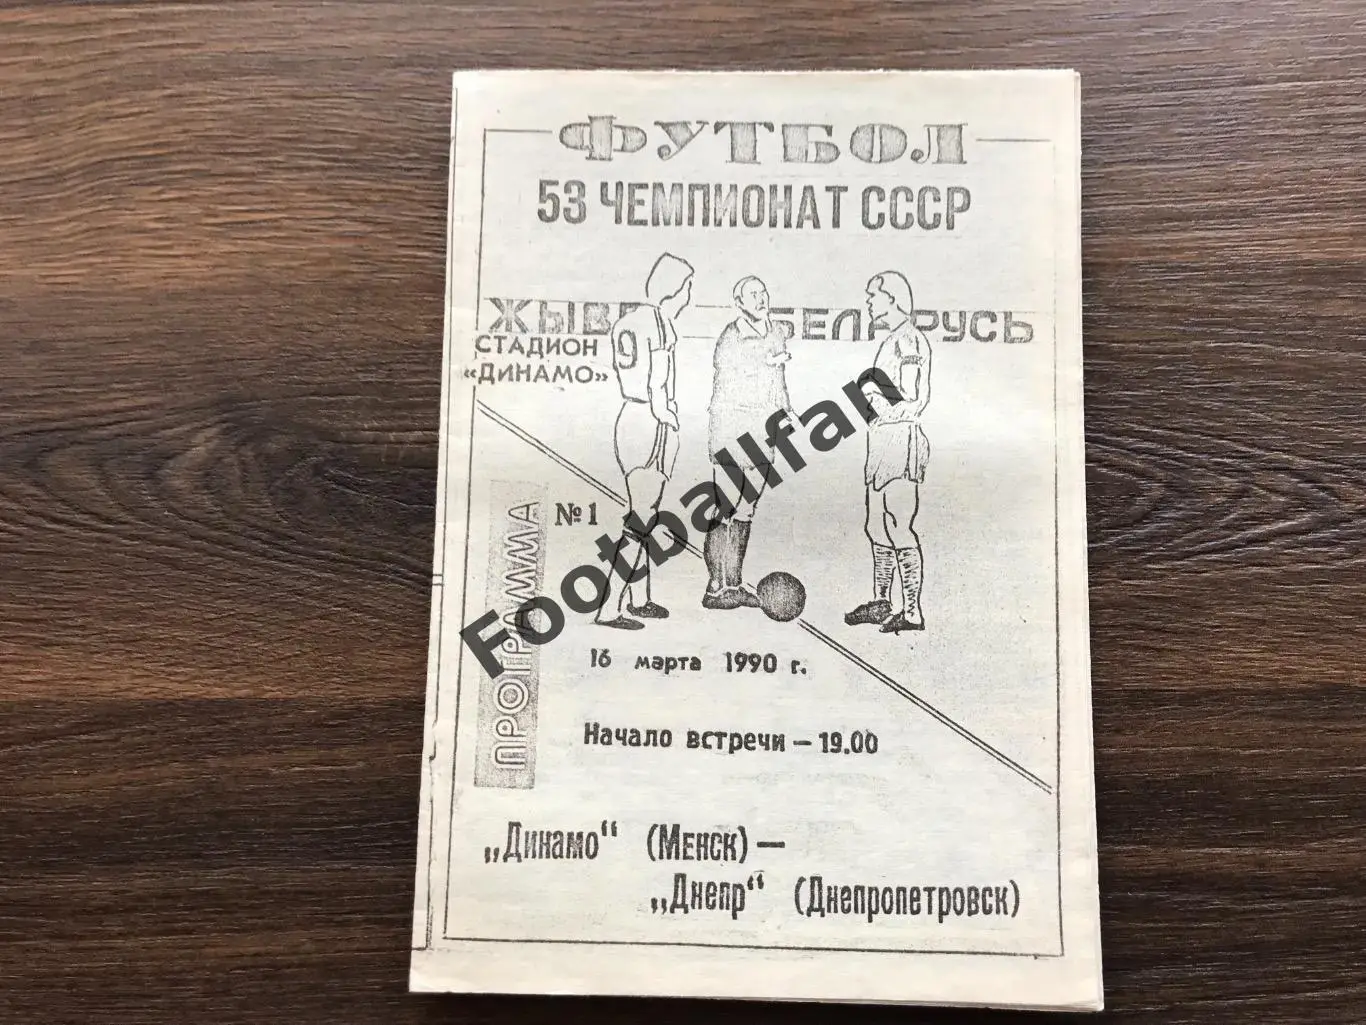 ФУТБОЛ
53 ЧЕМПИОНАТ СССР
ЖЫВЕ БЕЛАРУСЬ
СТАДИОН
«ДИНАМО»
9
№1
ПРОГРАММА
Footballfan
16 марта 1990 г.
Начало встречи – 19.00
„Динамо“ (Менск) –
„Днепр“ (Днепропетровск)